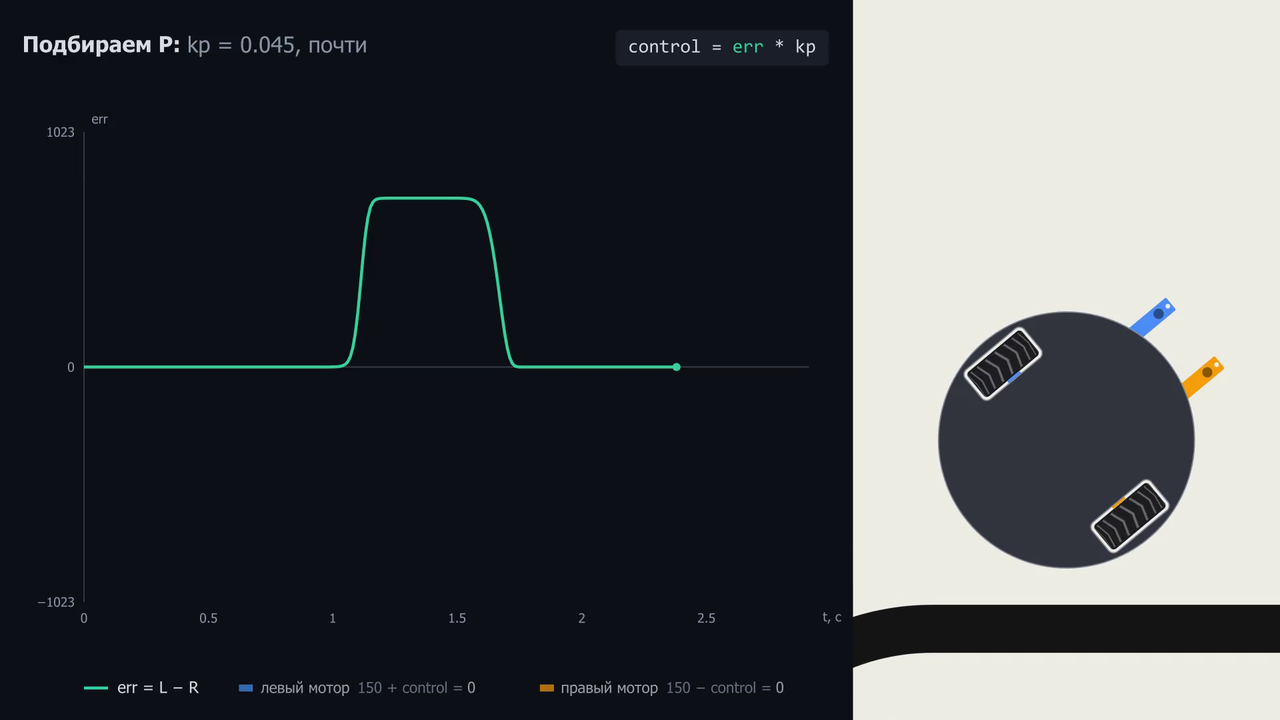 Подбираем P: kp = 0.045, почти
control = err * kp
err
1023
0
−1023
0 0.5 1 1.5 2 2.5 t, с
err = L − R левый мотор 150 + control = 0 правый мотор 150 − control = 0